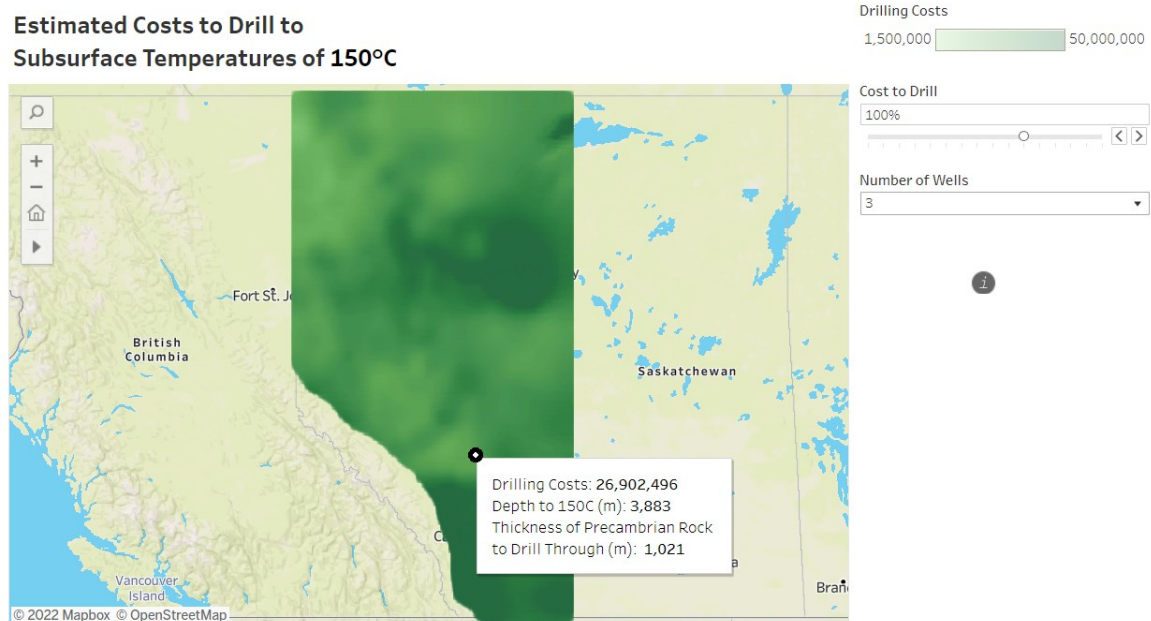 Estimated Costs to Drill to
Subsurface Temperatures of 150°C
Drilling Costs
1,500,000
50,000,000
Cost to Drill
100%
Number of Wells
3
i
Fort St. Jo
British
Columbia
Saskatchewan
y
Drilling Costs: 26,902,496
Depth to 150C (m): 3,883
Thickness of Precambrian Rock
to Drill Through (m): 1,021
Ca
a
Vancouver
Island
Bran
© 2022 Mapbox © OpenStreetMap